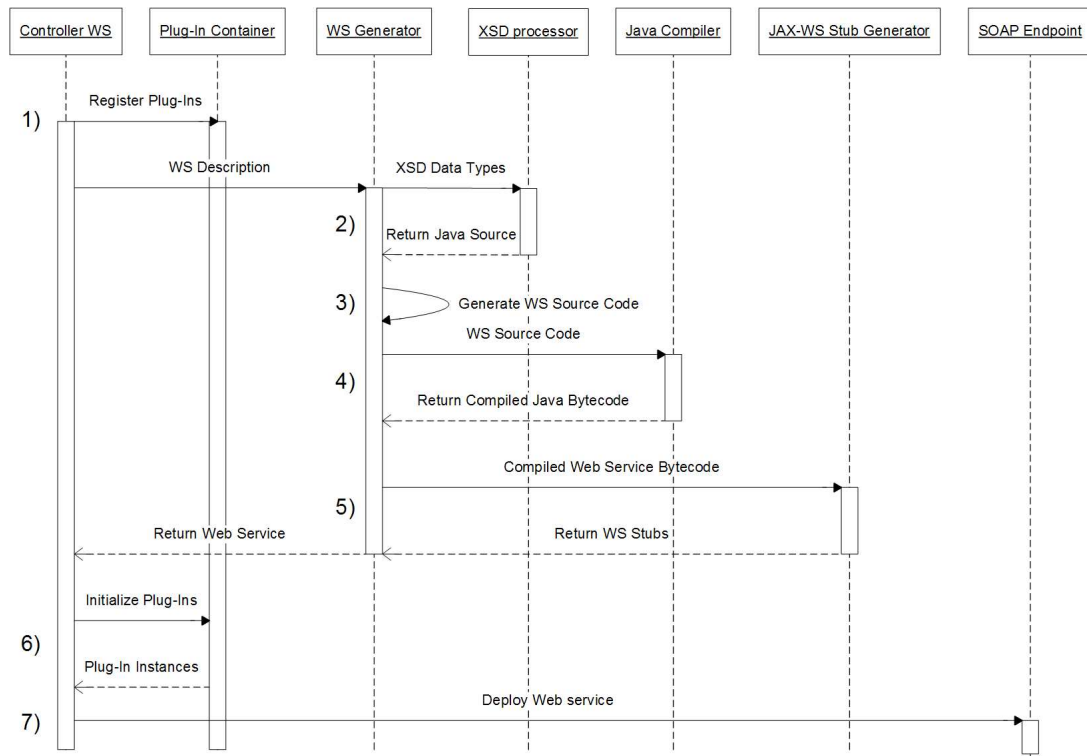 Controller WS
Plug-In Container
WS Generator
XSD processor
Java Compiler
JAX-WS Stub Generator
SOAP Endpoint
Register Plug-Ins
1)
WS Description
XSD Data Types
2)
Return Java Source
3)
Generate WS Source Code
WS Source Code
4)
Return Compiled Java Bytecode
Compiled Web Service Bytecode
5)
Return Web Service
Return WS Stubs
Initialize Plug-Ins
6)
Plug-In Instances
Deploy Web service
7)